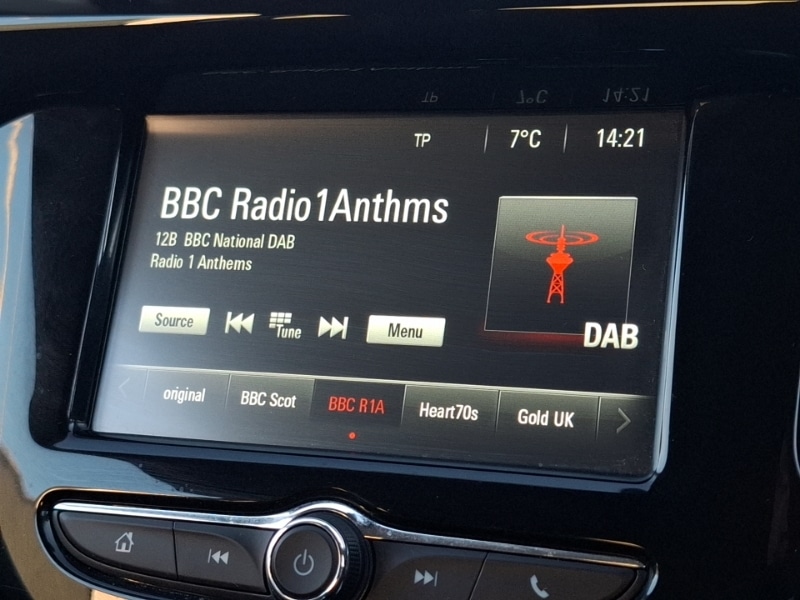 TP 7°C 14:21
BBC Radio1Anthms
12B BBC National DAB
Radio 1 Anthems
Source Tune Menu
DAB
original BBC Scot BBC R1A Heart70s Gold UK